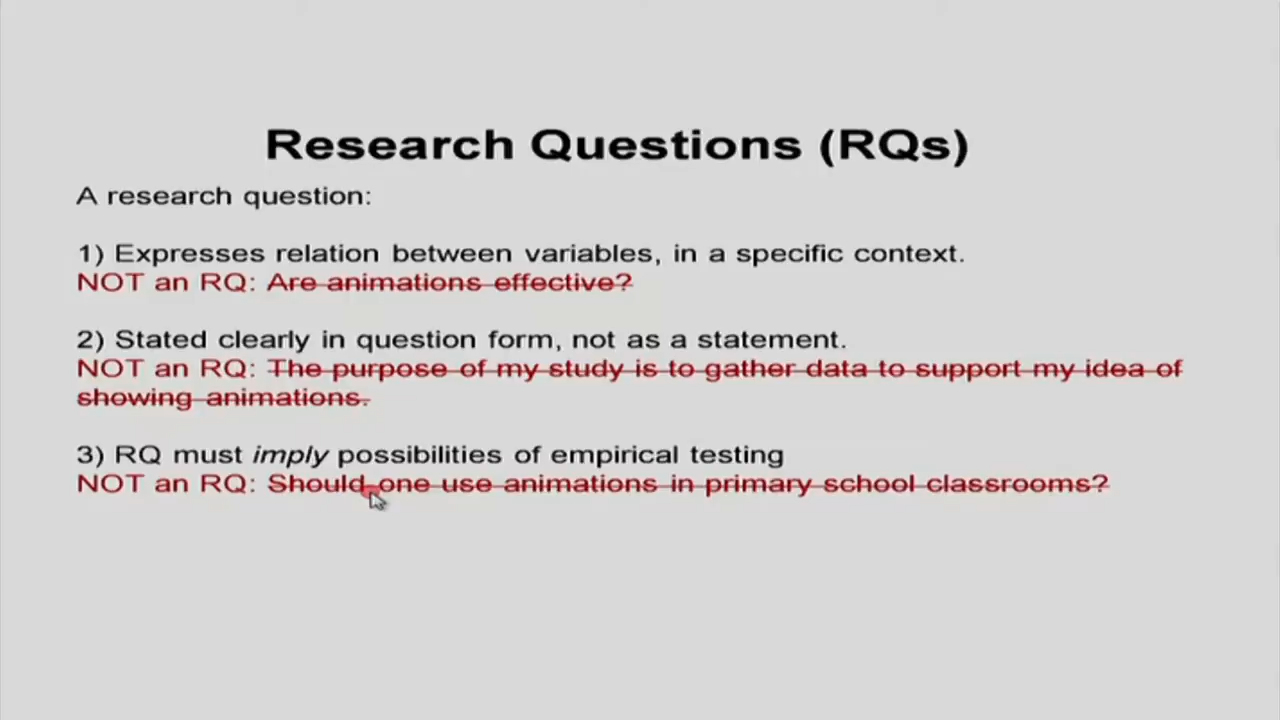 Research Questions (RQs)
A research question:
1) Expresses relation between variables, in a specific context.
NOT an RQ: Are animations effective?
2) Stated clearly in question form, not as a statement.
NOT an RQ: The purpose of my study is to gather data to support my idea of
showing animations.
3) RQ must imply possibilities of empirical testing
NOT an RQ: Should one use animations in primary school classrooms?